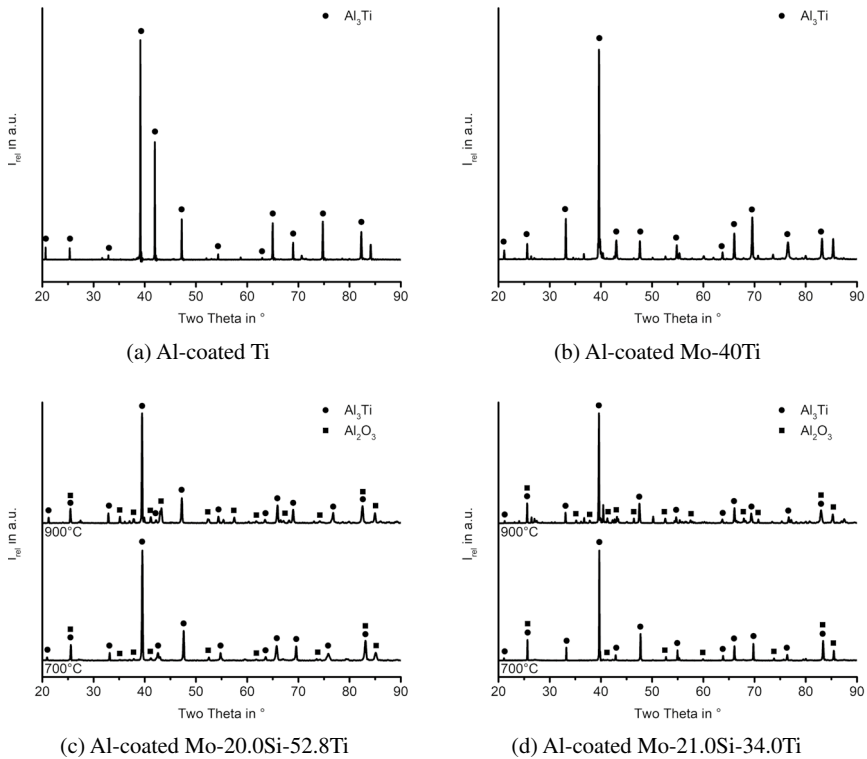 Al₃Ti
I_rel in a.u.
20 30 40 50 60 70 80 90
Two Theta in °
(a) Al-coated Ti
Al₃Ti
I_rel in a.u.
20 30 40 50 60 70 80 90
Two Theta in °
(b) Al-coated Mo-40Ti
Al₃Ti
Al₂O₃
I_rel in a.u.
900°C
700°C
20 30 40 50 60 70 80 90
Two Theta in °
(c) Al-coated Mo-20.0Si-52.8Ti
Al₃Ti
Al₂O₃
I_rel in a.u.
900°C
700°C
20 30 40 50 60 70 80 90
Two Theta in °
(d) Al-coated Mo-21.0Si-34.0Ti